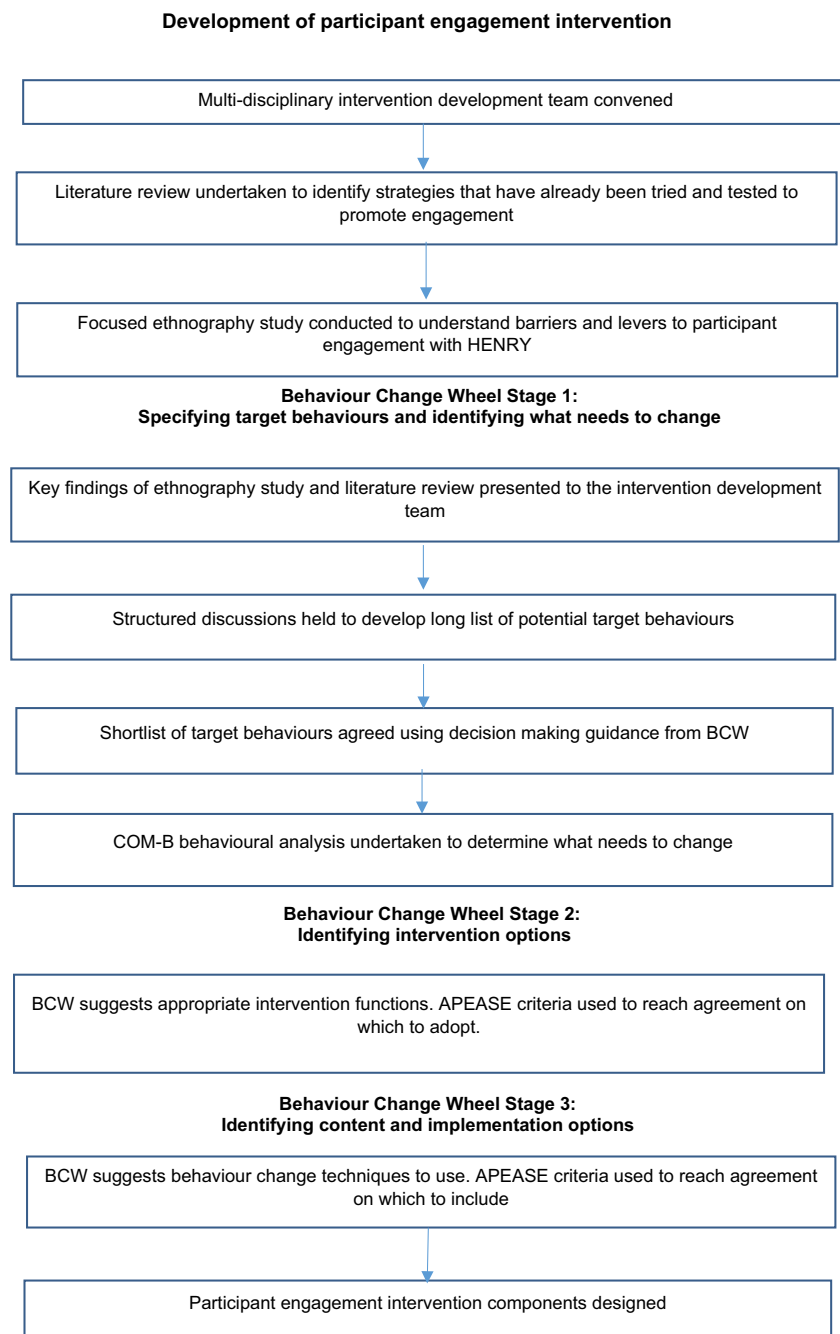 Development of participant engagement intervention
Multi-disciplinary intervention development team convened
Literature review undertaken to identify strategies that have already been tried and tested to
promote engagement
Focused ethnography study conducted to understand barriers and levers to participant
engagement with HENRY
Behaviour Change Wheel Stage 1:
Specifying target behaviours and identifying what needs to change
Key findings of ethnography study and literature review presented to the intervention development
team
Structured discussions held to develop long list of potential target behaviours
Shortlist of target behaviours agreed using decision making guidance from BCW
COM-B behavioural analysis undertaken to determine what needs to change
Behaviour Change Wheel Stage 2:
Identifying intervention options
BCW suggests appropriate intervention functions. APEASE criteria used to reach agreement on
which to adopt.
Behaviour Change Wheel Stage 3:
Identifying content and implementation options
BCW suggests behaviour change techniques to use. APEASE criteria used to reach agreement
on which to include
Participant engagement intervention components designed